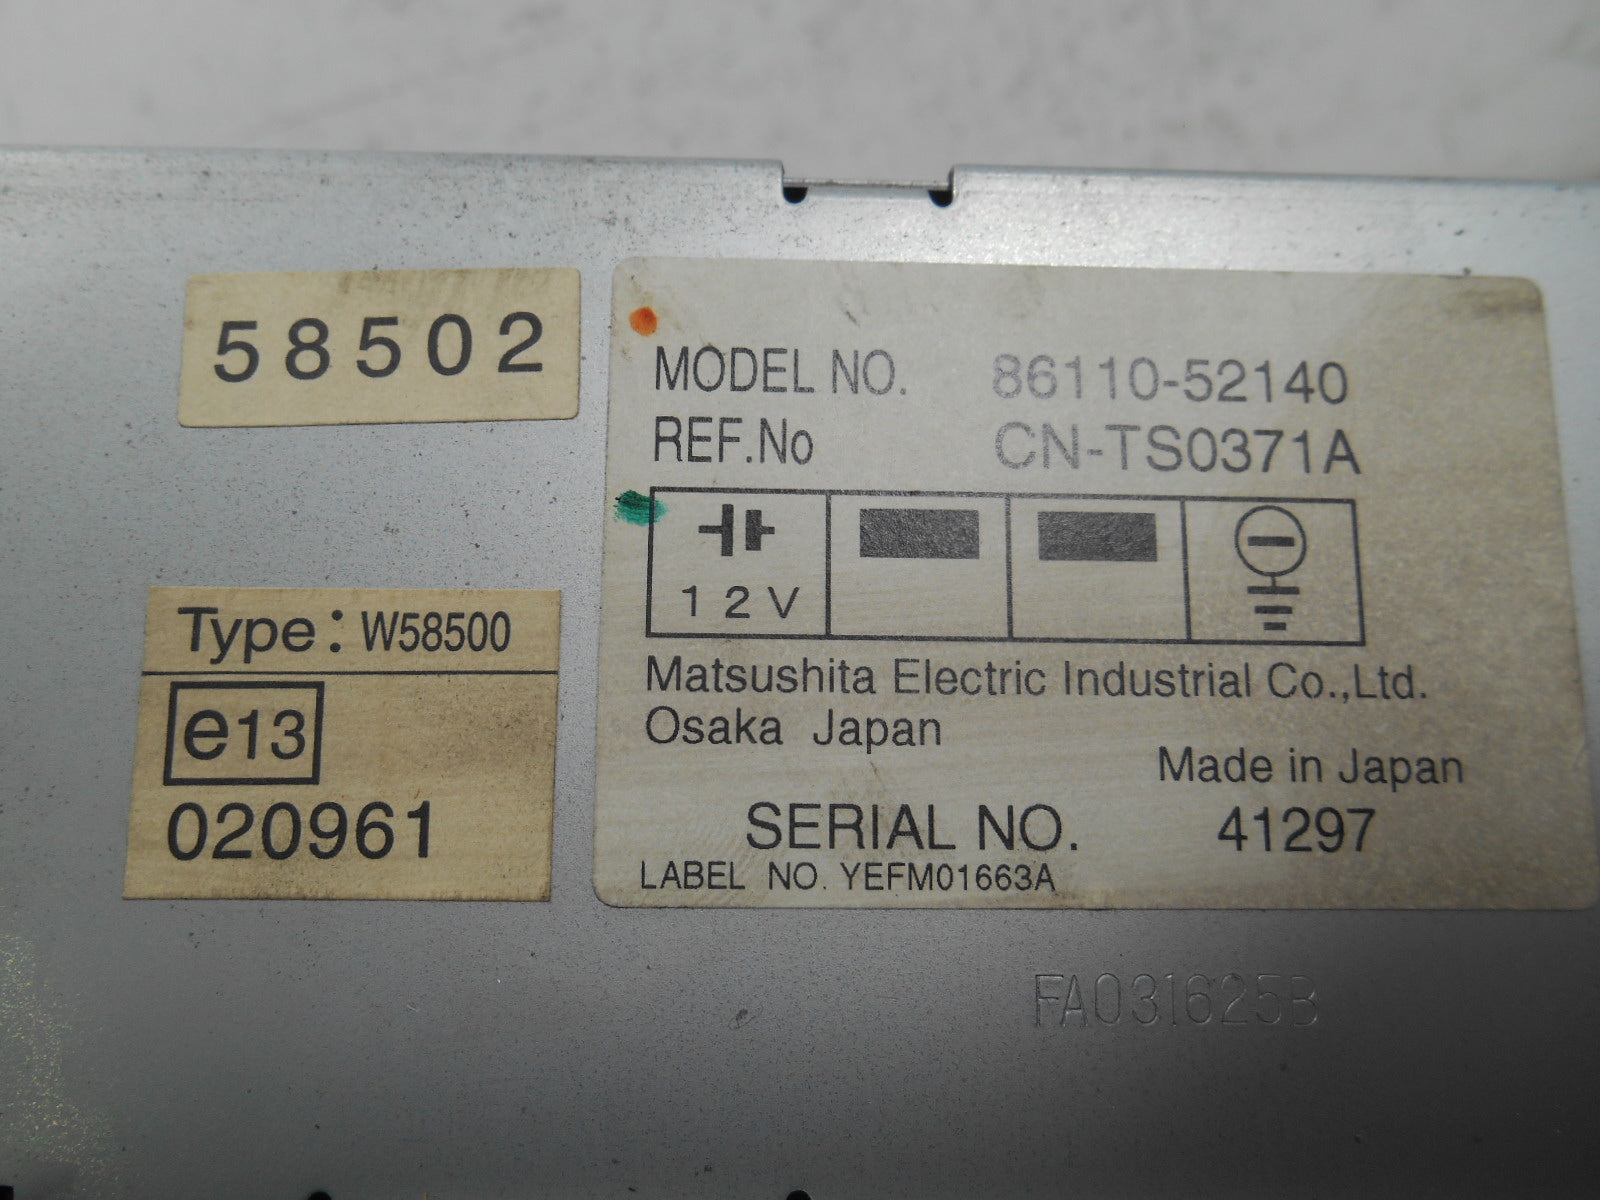 58502
MODEL NO. 86110-52140
REF.No CN-TS0371A
12V
Type: W58500
e13
020961
Matsushita Electric Industrial Co.,Ltd.
Osaka Japan
Made in Japan
SERIAL NO. 41297
LABEL NO. YEFM01663A
FA031625B